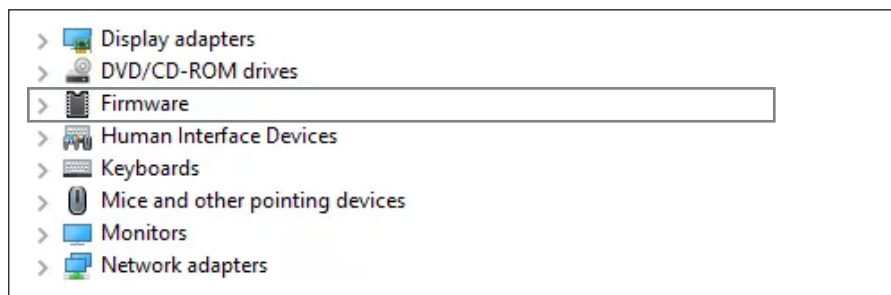 Display adapters
DVD/CD-ROM drives
Firmware
Human Interface Devices
Keyboards
Mice and other pointing devices
Monitors
Network adapters